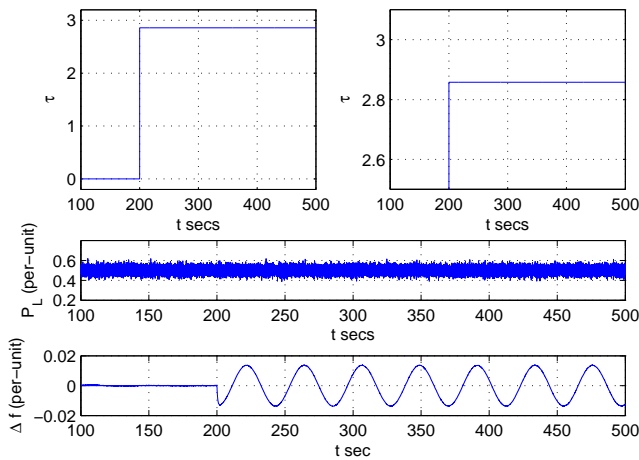 3
2
1
0
τ
100 200 300 400 500
t secs
3
2.8
2.6
τ
100 200 300 400 500
t secs
0.6
0.4
0.2
P_L (per−unit)
100 150 200 250 300 350 400 450 500
t secs
0.02
0
−0.02
Δ f (per−unit)
100 150 200 250 300 350 400 450 500
t sec